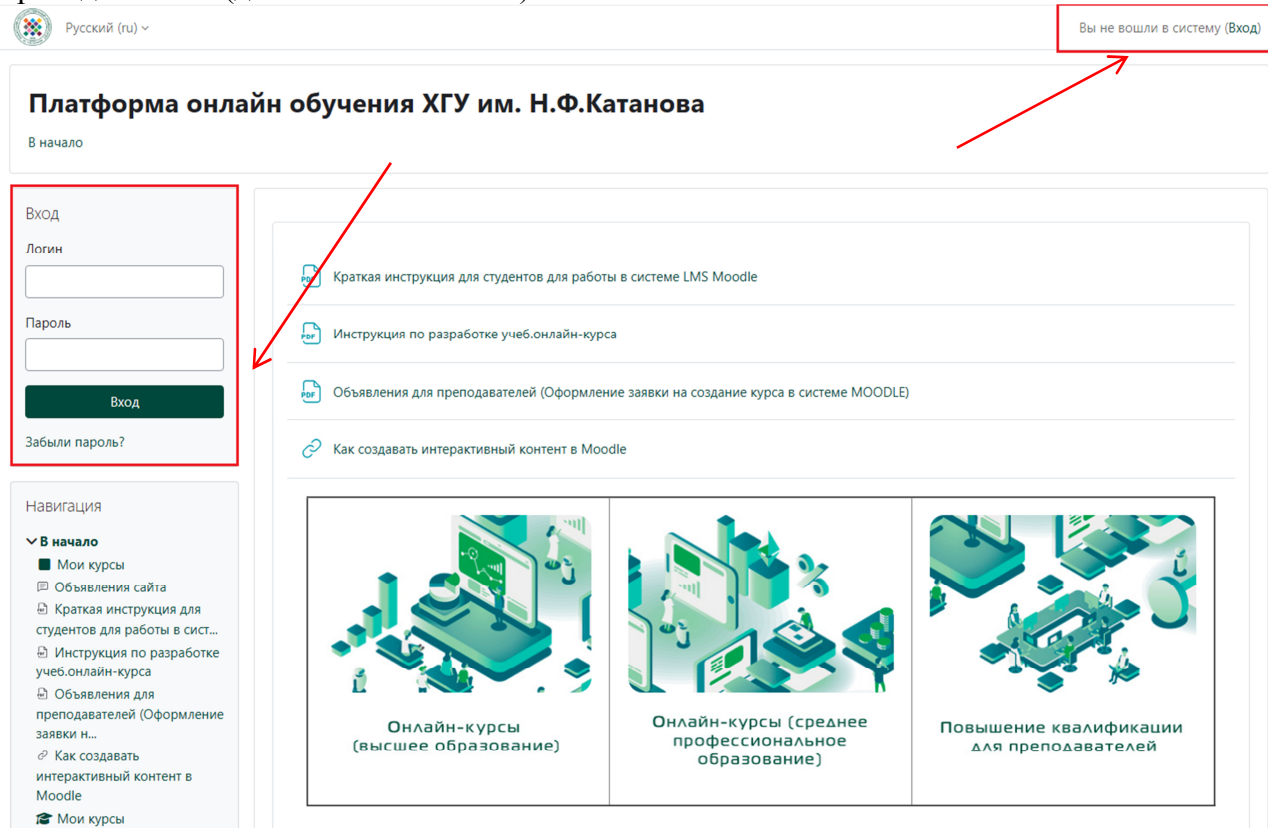 Русский (ru)
Вы не вошли в систему (Вход)
Платформа онлайн обучения ХГУ им. Н.Ф.Катанова
В начало
Вход
Логин
Пароль
Вход
Забыли пароль?
Навигация
В начало
Мои курсы
Объявления сайта
Краткая инструкция для
студентов для работы в сист...
Инструкция по разработке
учеб.онлайн-курса
Объявления для
преподавателей (Оформление
заявки н...
Как создавать
интерактивный контент в
Moodle
Мои курсы
PDF Краткая инструкция для студентов для работы в системе LMS Moodle
PDF Инструкция по разработке учеб.онлайн-курса
PDF Объявления для преподавателей (Оформление заявки на создание курса в системе MOODLE)
Как создавать интерактивный контент в Moodle
Онлайн-курсы
(высшее образование)
Онлайн-курсы (среднее
профессиональное
образование)
Повышение квалификации
для преподавателей